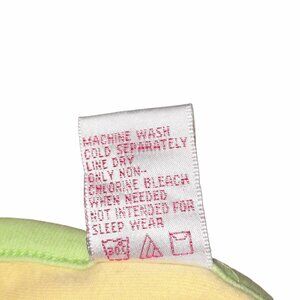 MACHINE WASH
COLD SEPARATELY
LINE DRY
ONLY NON-
CHLORINE BLEACH
WHEN NEEDED
NOT INTENDED FOR
SLEEP WEAR